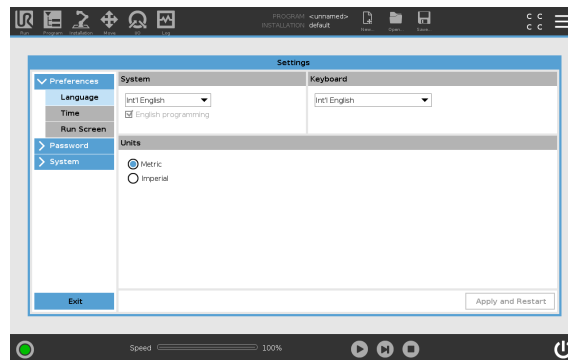 PROGRAM <unnamed>
INSTALLATION default
Run Program Installation Move I/O Log New... Open... Save...
C C
C C
Settings
Preferences
Language
Time
Run Screen
Password
System
Exit
System
Int'l English
English programming
Keyboard
Int'l English
Units
Metric
Imperial
Apply and Restart
Speed 100%